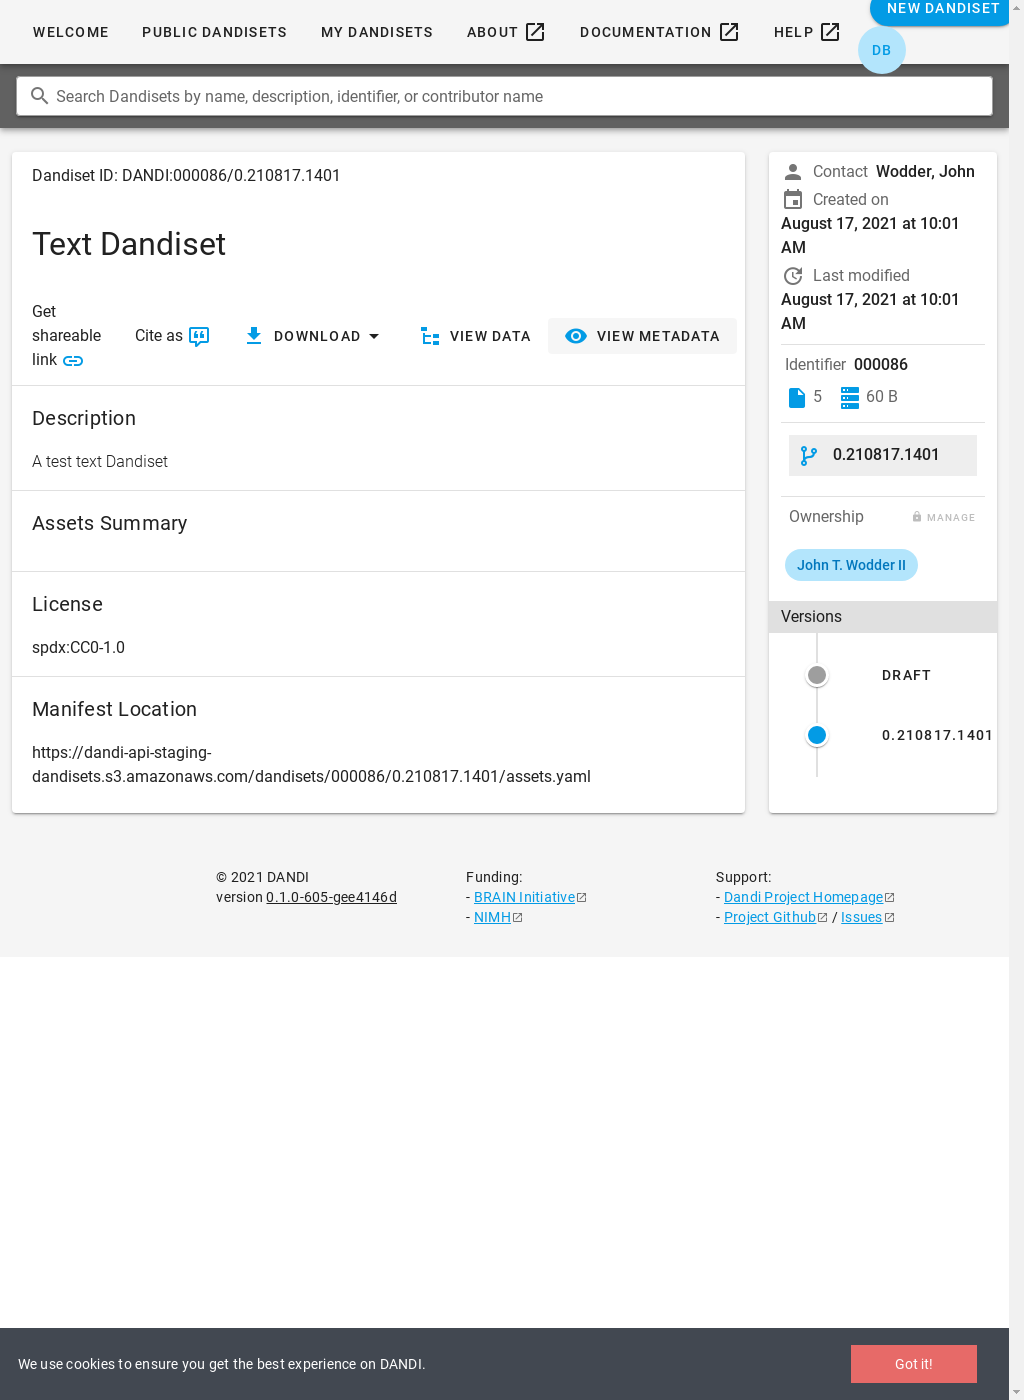 WELCOME
PUBLIC DANDISETS
MY DANDISETS
ABOUT
DOCUMENTATION
HELP
NEW DANDISET
DB
Search Dandisets by name, description, identifier, or contributor name
Dandiset ID: DANDI:000086/0.210817.1401
Text Dandiset
Get
shareable
link
Cite as
DOWNLOAD
VIEW DATA
VIEW METADATA
Description
A test text Dandiset
Assets Summary
License
spdx:CC0-1.0
Manifest Location
https://dandi-api-staging-
dandisets.s3.amazonaws.com/dandisets/000086/0.210817.1401/assets.yaml
Contact Wodder, John
Created on
August 17, 2021 at 10:01
AM
Last modified
August 17, 2021 at 10:01
AM
Identifier 000086
5 60 B
0.210817.1401
Ownership MANAGE
John T. Wodder II
Versions
DRAFT
0.210817.1401
© 2021 DANDI
version 0.1.0-605-gee4146d
Funding:
- BRAIN Initiative
- NIMH
Support:
- Dandi Project Homepage
- Project Github / Issues
We use cookies to ensure you get the best experience on DANDI.
Got it!